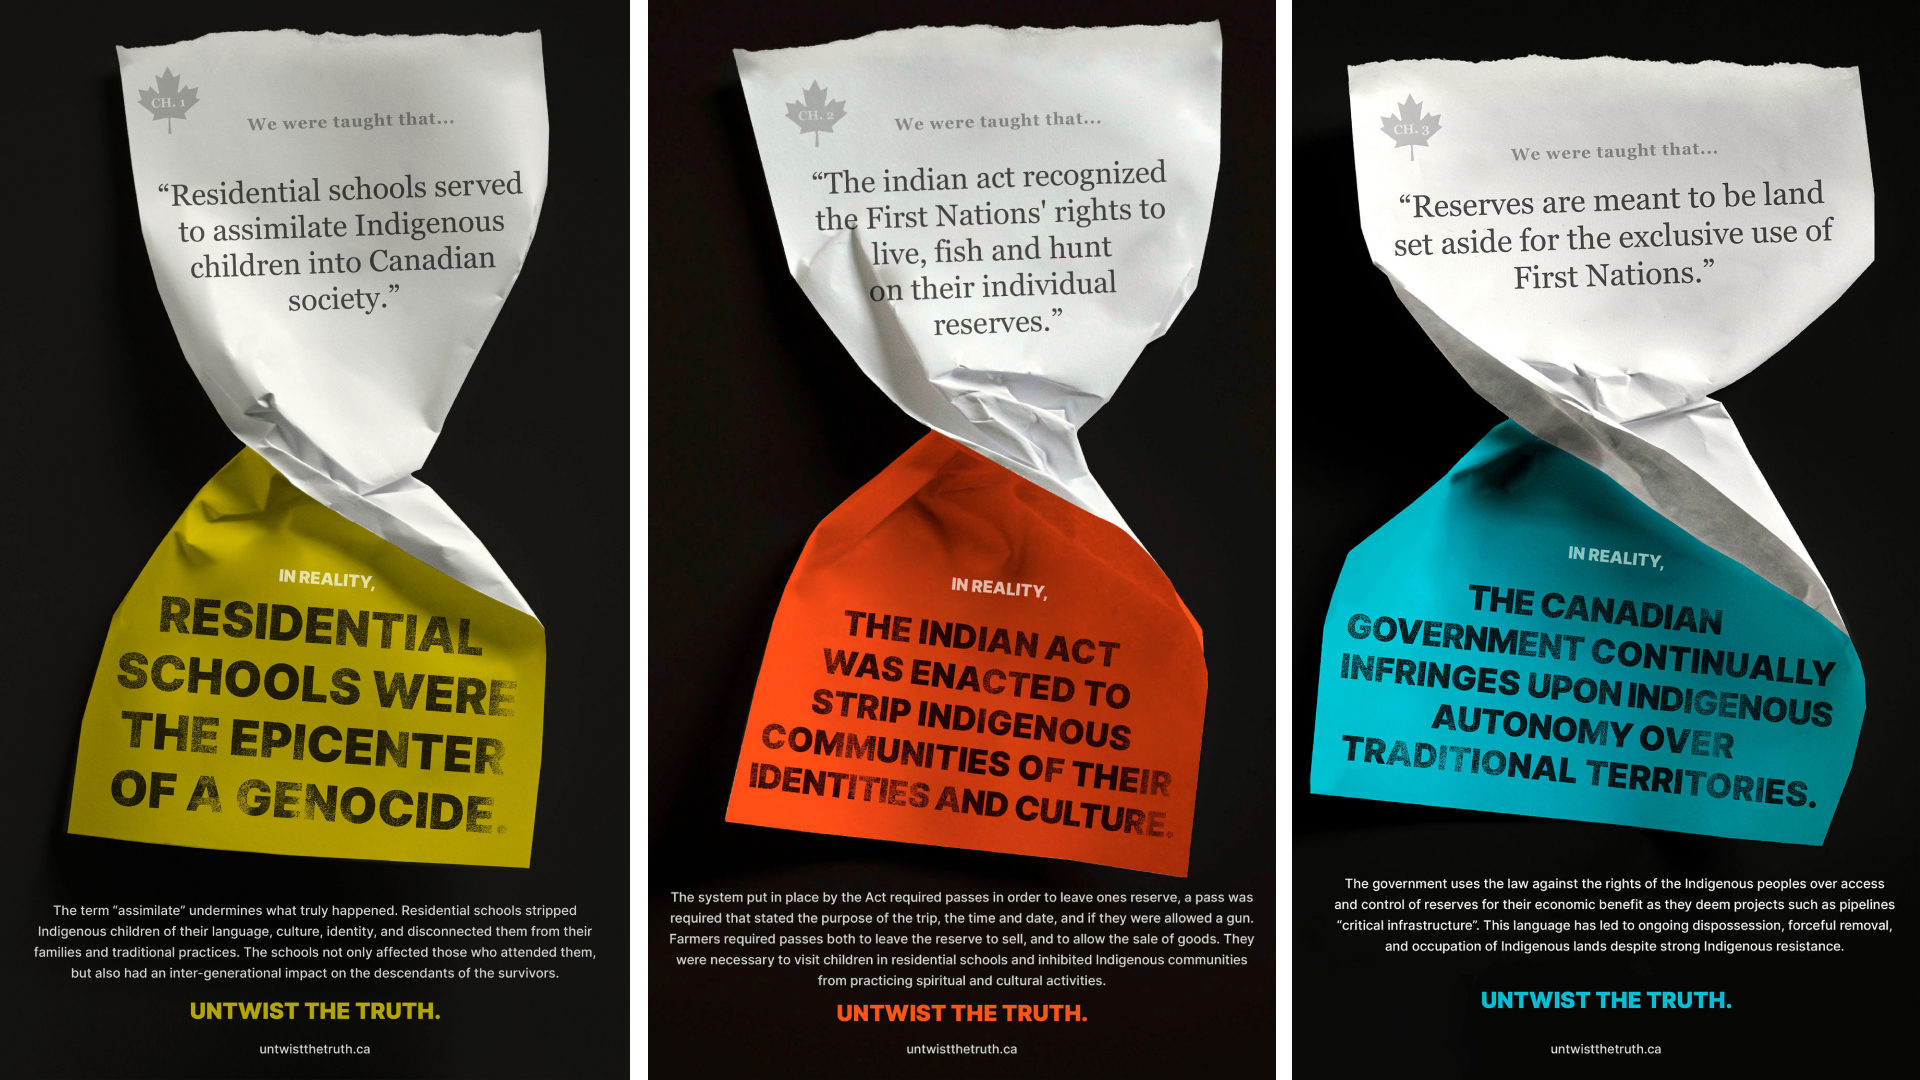 CH. 1
We were taught that...
“Residential schools served
to assimilate Indigenous
children into Canadian
society.”
IN REALITY,
RESIDENTIAL
SCHOOLS WERE
THE EPICENTER
OF A GENOCIDE.
The term “assimilate” undermines what truly happened. Residential schools stripped
Indigenous children of their language, culture, identity, and disconnected them from their
families and traditional practices. The schools not only affected those who attended them,
but also had an inter-generational impact on the descendants of the survivors.
UNTWIST THE TRUTH.
untwistthetruth.ca
CH. 2
We were taught that...
“The indian act recognized
the First Nations' rights to
live, fish and hunt
on their individual
reserves.”
IN REALITY,
THE INDIAN ACT
WAS ENACTED TO
STRIP INDIGENOUS
COMMUNITIES OF THEIR
IDENTITIES AND CULTURE.
The system put in place by the Act required passes in order to leave ones reserve, a pass was
required that stated the purpose of the trip, the time and date, and if they were allowed a gun.
Farmers required passes both to leave the reserve to sell, and to allow the sale of goods. They
were necessary to visit children in residential schools and inhibited Indigenous communities
from practicing spiritual and cultural activities.
UNTWIST THE TRUTH.
untwistthetruth.ca
CH. 3
We were taught that...
“Reserves are meant to be land
set aside for the exclusive use of
First Nations.”
IN REALITY,
THE CANADIAN
GOVERNMENT CONTINUALLY
INFRINGES UPON INDIGENOUS
AUTONOMY OVER
TRADITIONAL TERRITORIES.
The government uses the law against the rights of the Indigenous peoples over access
and control of reserves for their economic benefit as they deem projects such as pipelines
“critical infrastructure”. This language has led to ongoing dispossession, forceful removal,
and occupation of Indigenous lands despite strong Indigenous resistance.
UNTWIST THE TRUTH.
untwistthetruth.ca